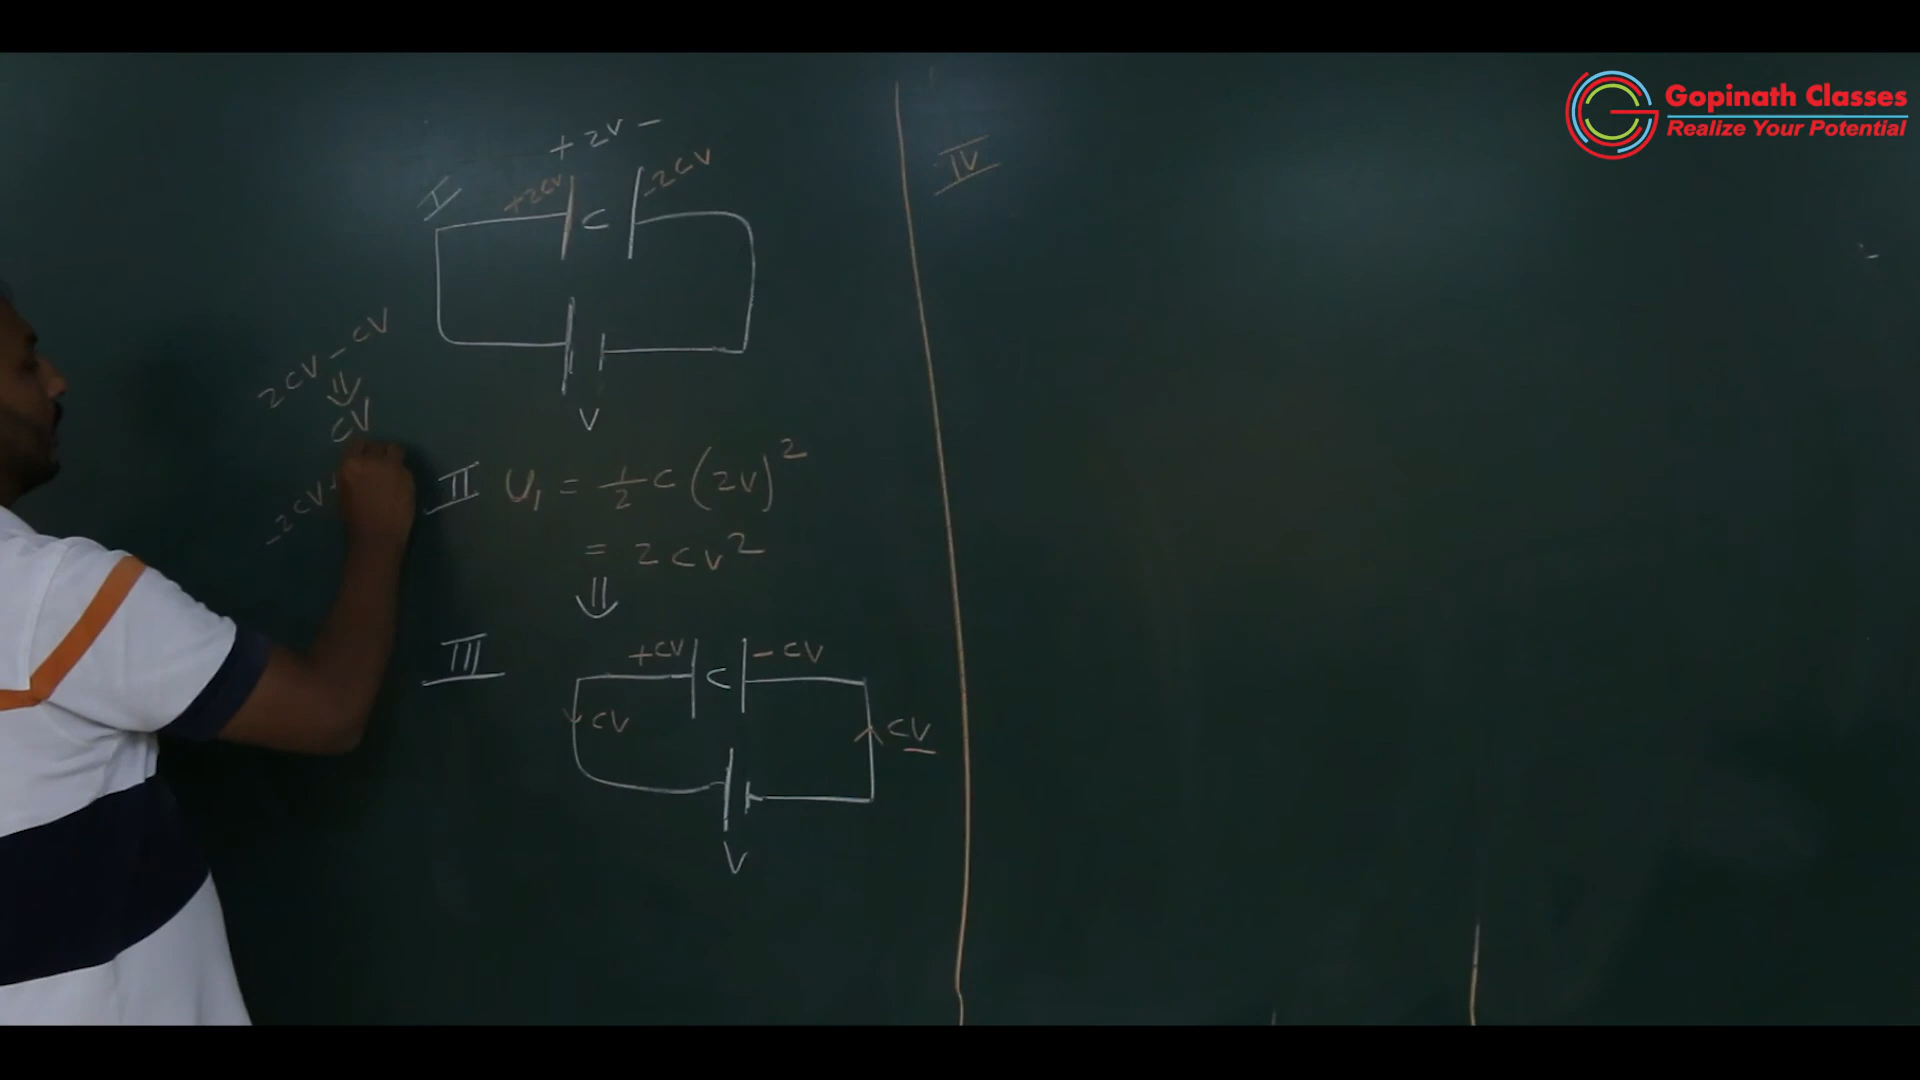 Gopinath Classes
Realize Your Potential
I
+ 2V -
+2CV
C
-2CV
V
2CV - CV
⇓
CV
-2CV
II U₁ = 1/2 C (2V)²
= 2CV²
⇓
III
+CV
C
- CV
CV
CV
V
IV